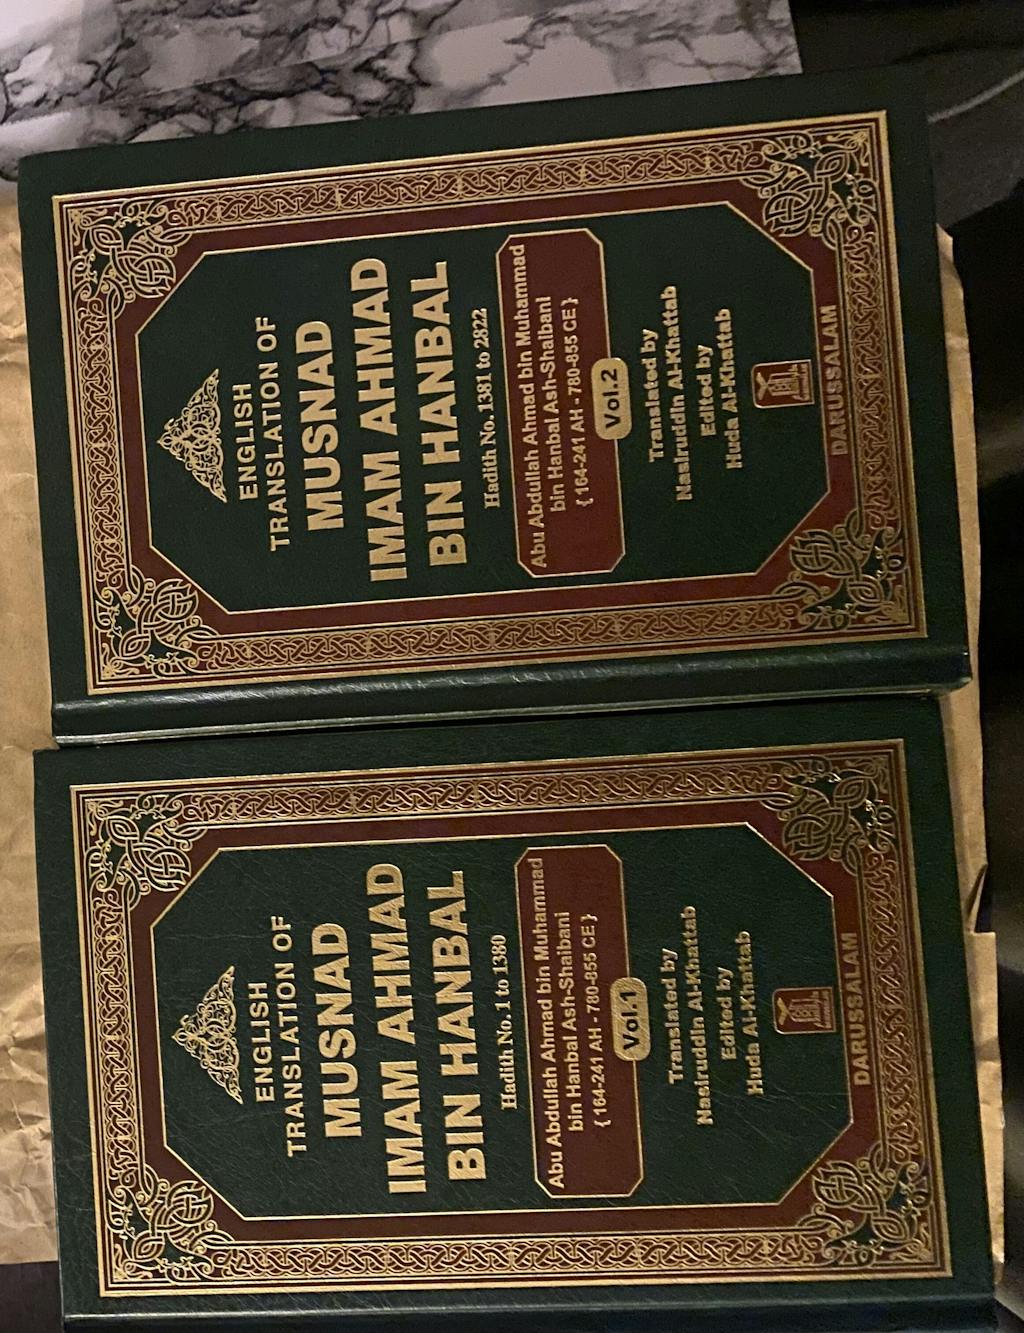 ENGLISH
TRANSLATION OF
MUSNAD
IMAM AHMAD
BIN HANBAL
Hadith No. 1 to 1380
Abu Abdullah Ahmad bin Muhammad
bin Hanbal Ash-Shaibani
{ 164-241 AH - 780-855 CE }
Vol.1
Translated by
Nasiruddin Al-Khattab
Edited by
Huda Al-Khattab
DARUSSALAM
ENGLISH
TRANSLATION OF
MUSNAD
IMAM AHMAD
BIN HANBAL
Hadith No. 1381 to 2822
Abu Abdullah Ahmad bin Muhammad
bin Hanbal Ash-Shaibani
{ 164-241 AH - 780-855 CE }
Vol.2
Translated by
Nasiruddin Al-Khattab
Edited by
Huda Al-Khattab
DARUSSALAM